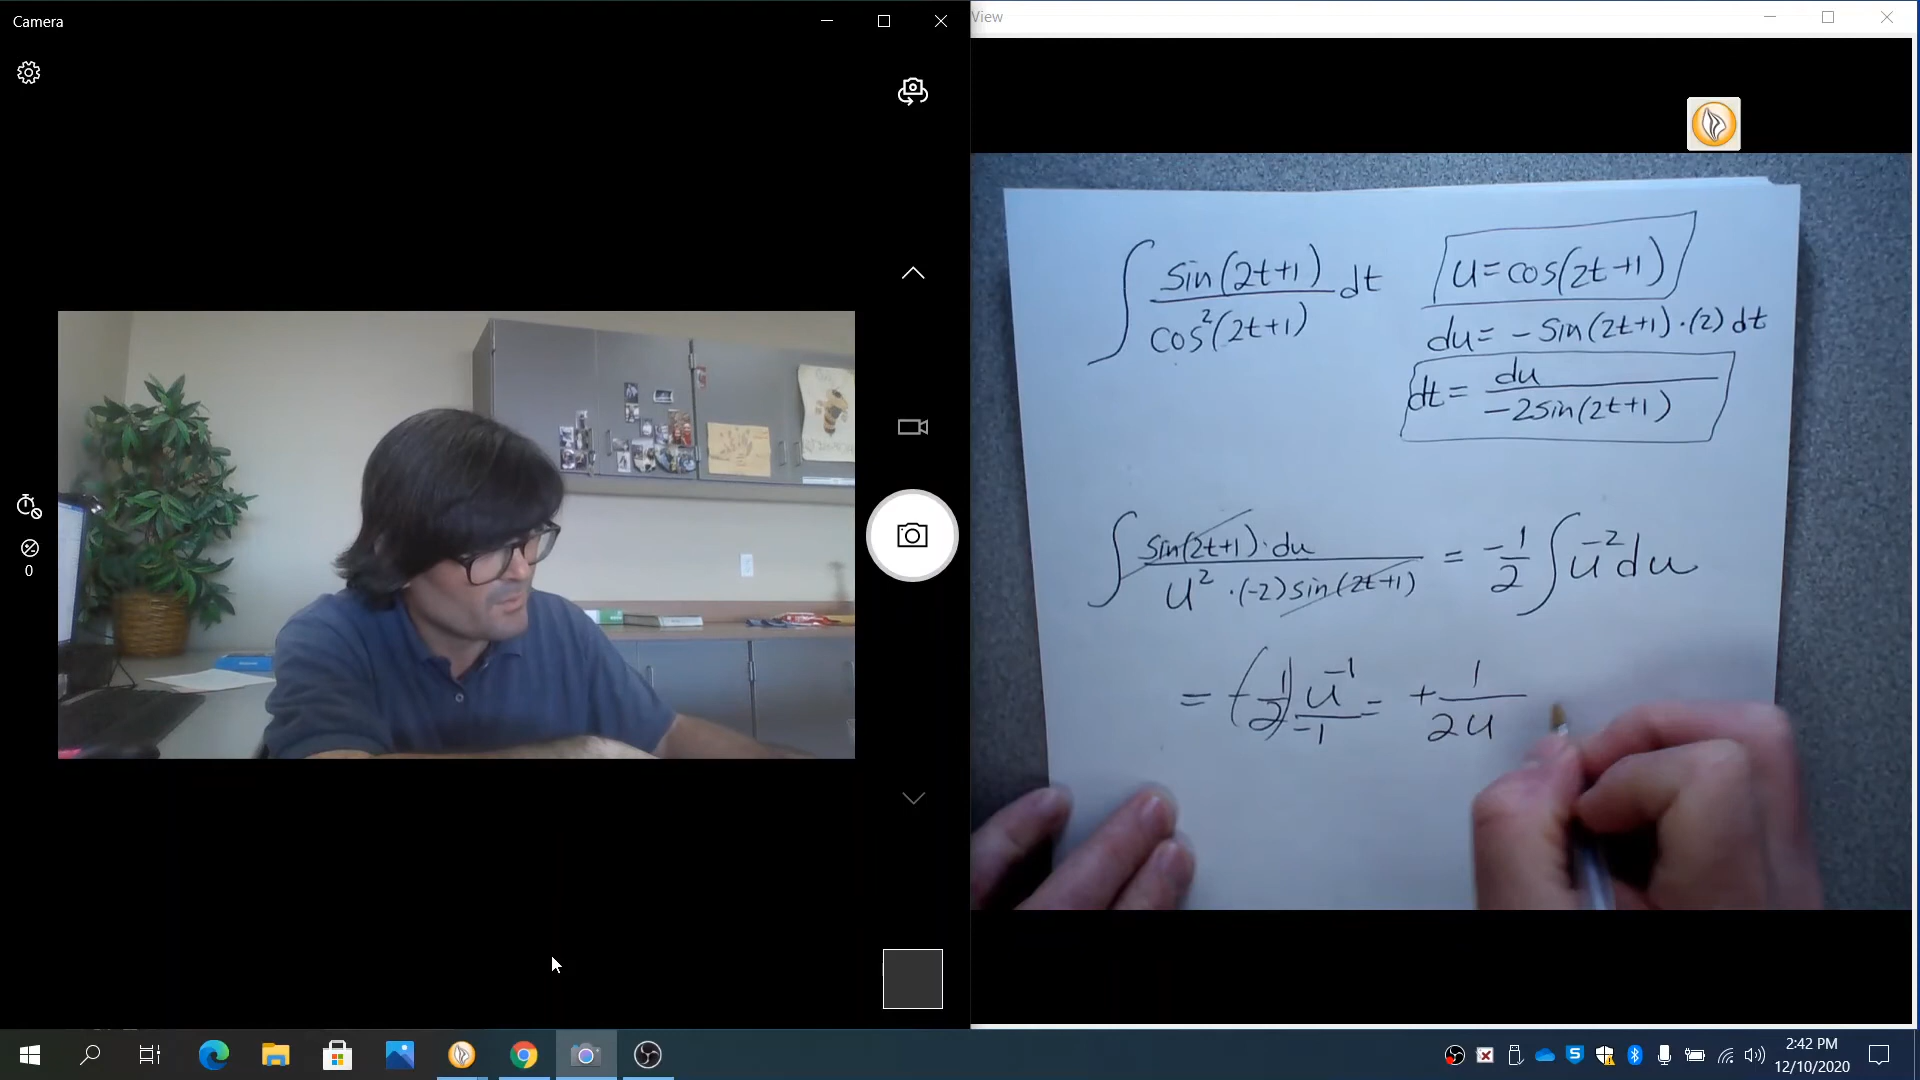 Camera
View
0
∫ sin(2t+1) / cos²(2t+1) dt
u=cos(2t+1)
du= -sin(2t+1)·(2) dt
dt= du / -2sin(2t+1)
∫ sin(2t+1)·du / u²·(-2)sin(2t+1) = -1/2 ∫ u⁻² du
= (-1/2) u⁻¹/-1 = + 1/2u
2:42 PM
12/10/2020